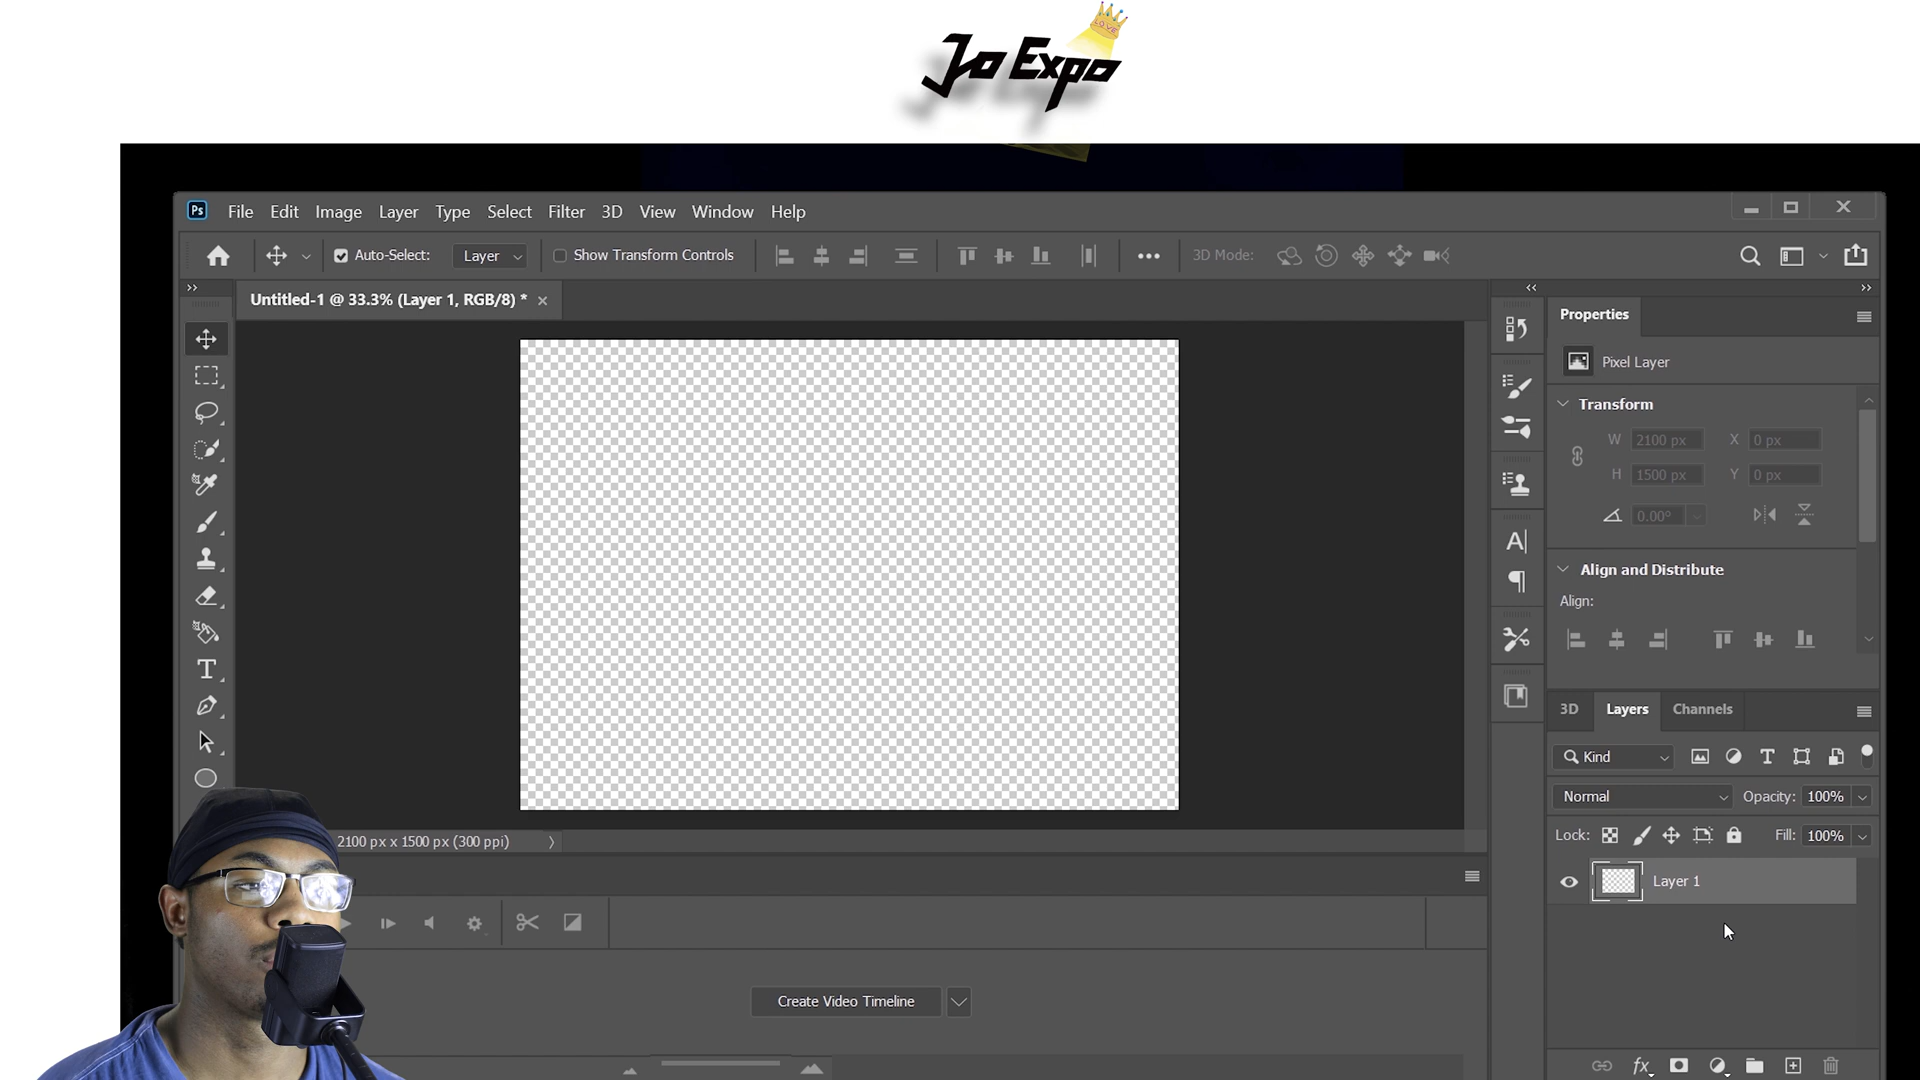 LOVE
Jo Expo
Ps File Edit Image Layer Type Select Filter 3D View Window Help
Auto-Select: Layer Show Transform Controls 3D Mode:
Untitled-1 @ 33.3% (Layer 1, RGB/8) *
Properties
Pixel Layer
Transform
W 2100 px X 0 px
H 1500 px Y 0 px
0.00°
Align and Distribute
Align:
3D Layers Channels
Kind
Normal Opacity: 100%
Lock: Fill: 100%
Layer 1
2100 px x 1500 px (300 ppi)
Create Video Timeline
fx